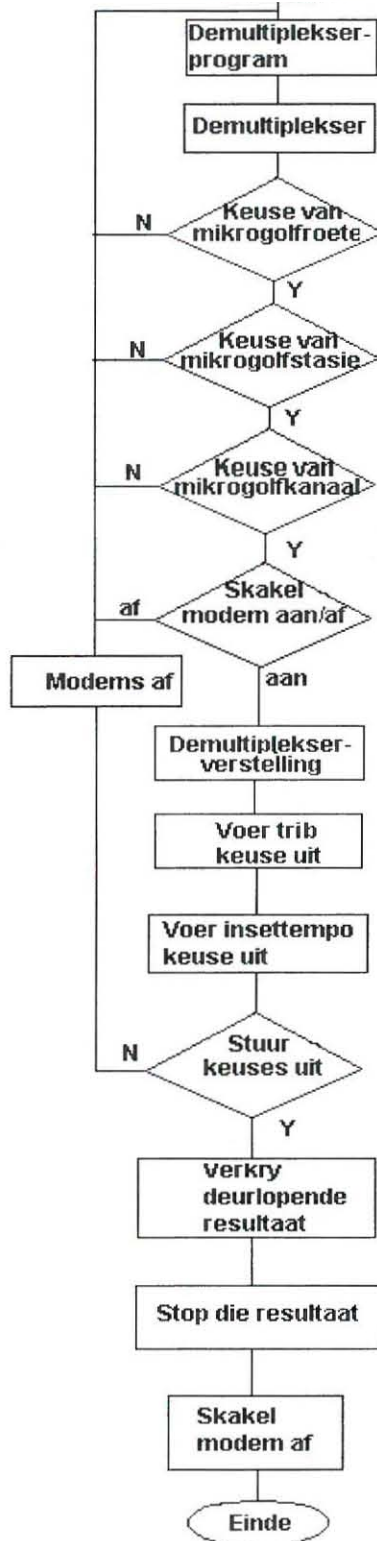 Demultiplekser-
program
Demultiplekser
Keuse van
mikrogolfroete
N
Y
Keuse van
mikrogolfstasie
N
Y
Keuse van
mikrogolfkanaal
N
Y
Skakel
modem aan/af
af
aan
Modems af
Demultiplekser-
verstelling
Voer trib
keuse uit
Voer insettempo
keuse uit
Stuur
keuses uit
N
Y
Verkry
deurlopende
resultaat
Stop die resultaat
Skakel
modem af
Einde